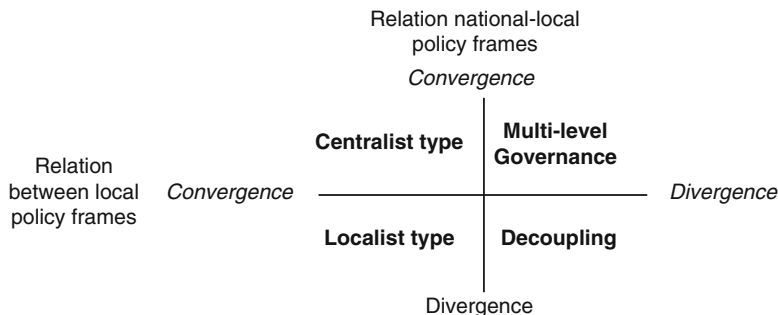 Relation national-local
policy frames
Convergence
Centralist type
Multi-level
Governance
Relation
between local
policy frames
Convergence
Divergence
Localist type
Decoupling
Divergence